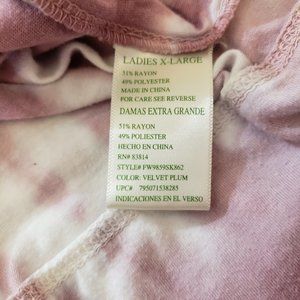 LADIES X-LARGE
51% RAYON
49% POLYESTER
MADE IN CHINA
FOR CARE SEE REVERSE
DAMAS EXTRA GRANDE
51% RAYON
49% POLIESTER
HECHO EN CHINA
RN# 83814
STYLE# FW9859SK862
COLOR: VELVET PLUM
UPC# 795071538285
INDICACIONES EN EL VERSO